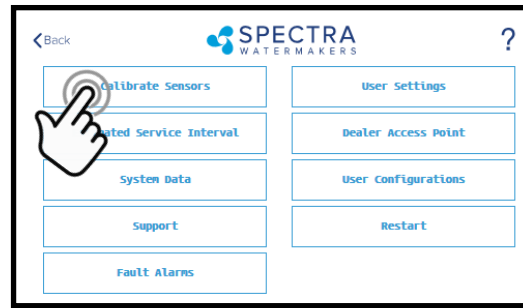 Back
SPECTRA
WATERMAKERS
?
Calibrate Sensors
User Settings
Service Interval
Dealer Access Point
System Data
User Configurations
Support
Restart
Fault Alarms